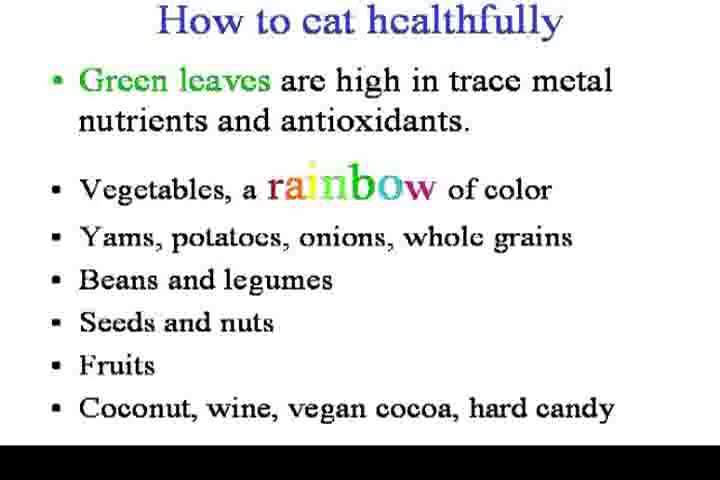 How to eat healthfully
• Green leaves are high in trace metal
nutrients and antioxidants.
▪ Vegetables, a rainbow of color
▪ Yams, potatoes, onions, whole grains
▪ Beans and legumes
▪ Seeds and nuts
▪ Fruits
▪ Coconut, wine, vegan cocoa, hard candy